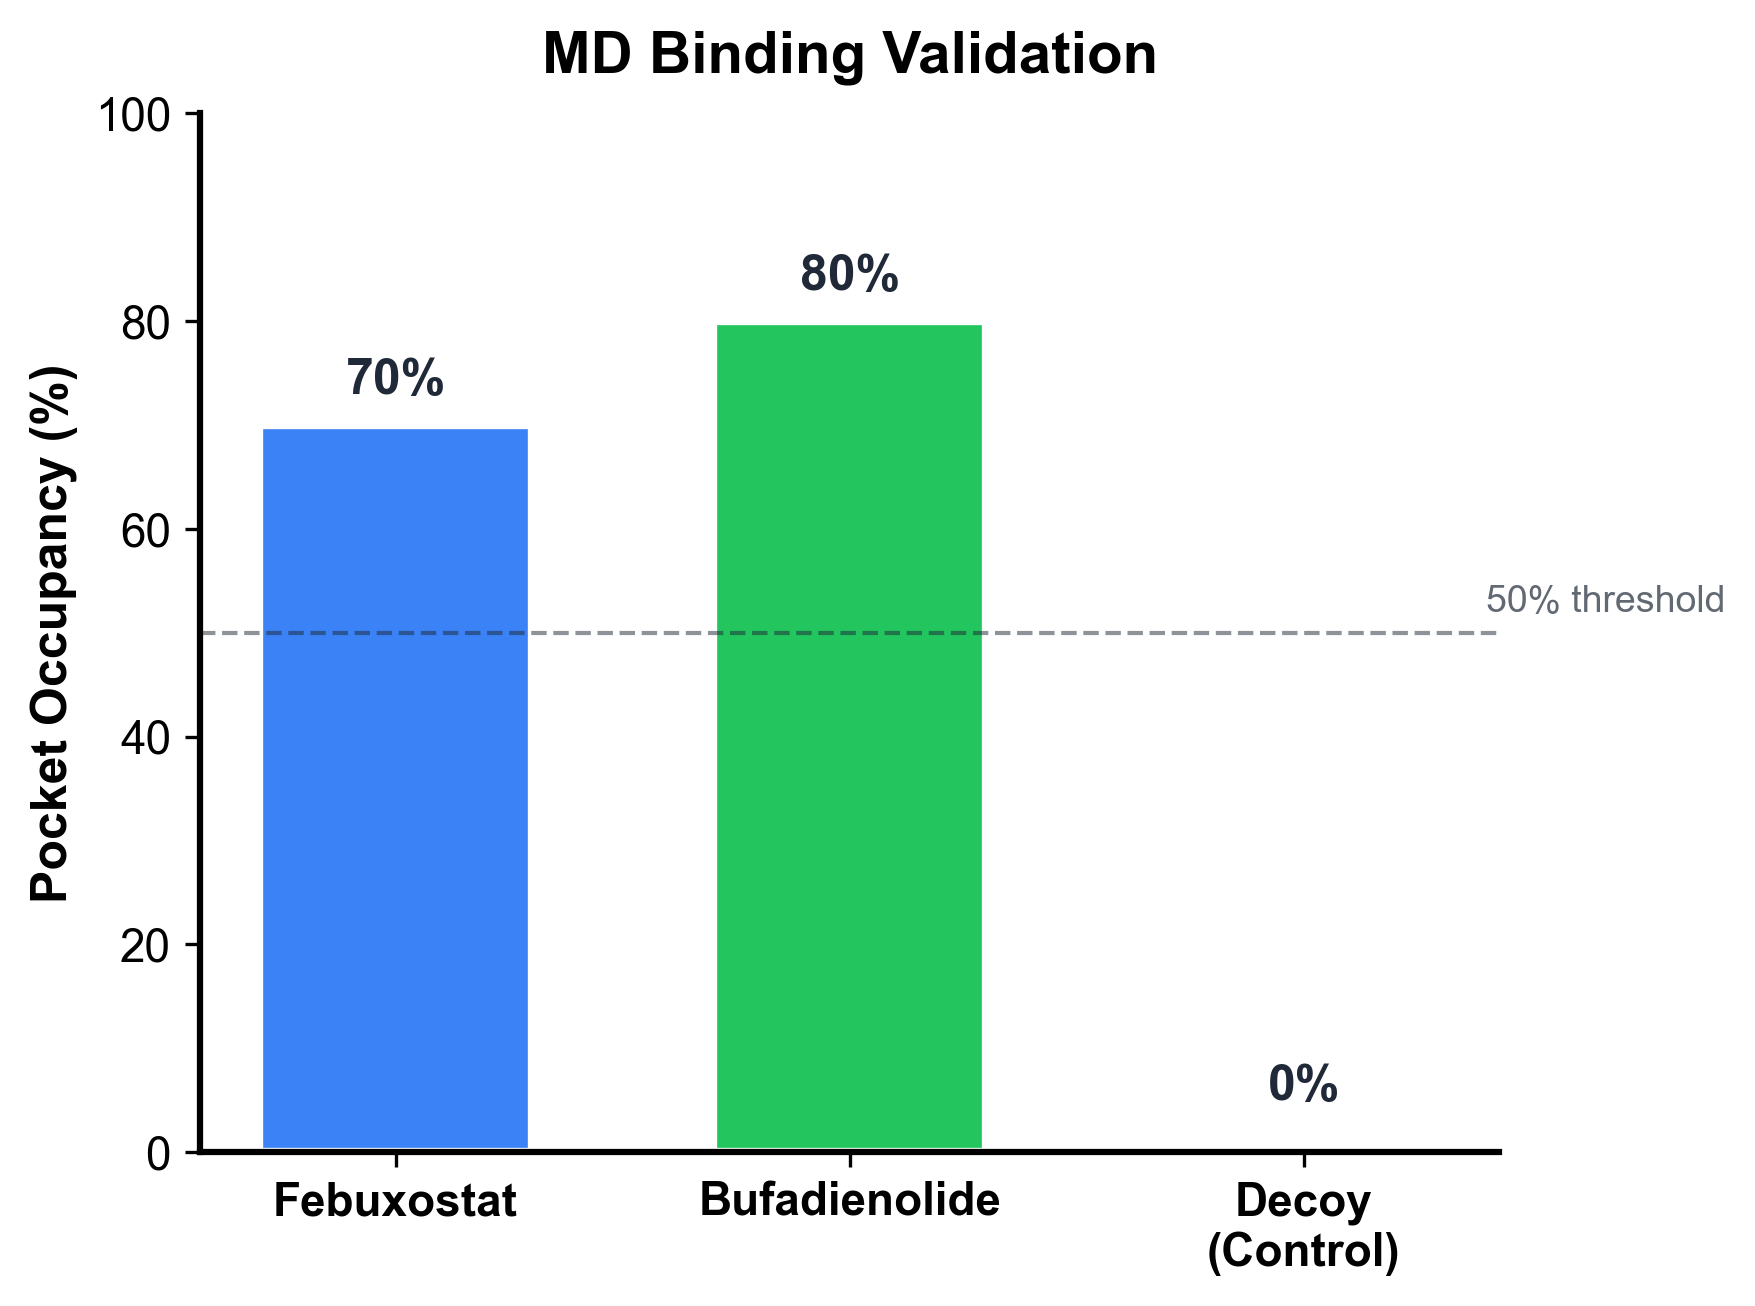 MD Binding Validation
Pocket Occupancy (%)
100
80
60
40
20
0
70%
80%
0%
50% threshold
Febuxostat
Bufadienolide
Decoy
(Control)